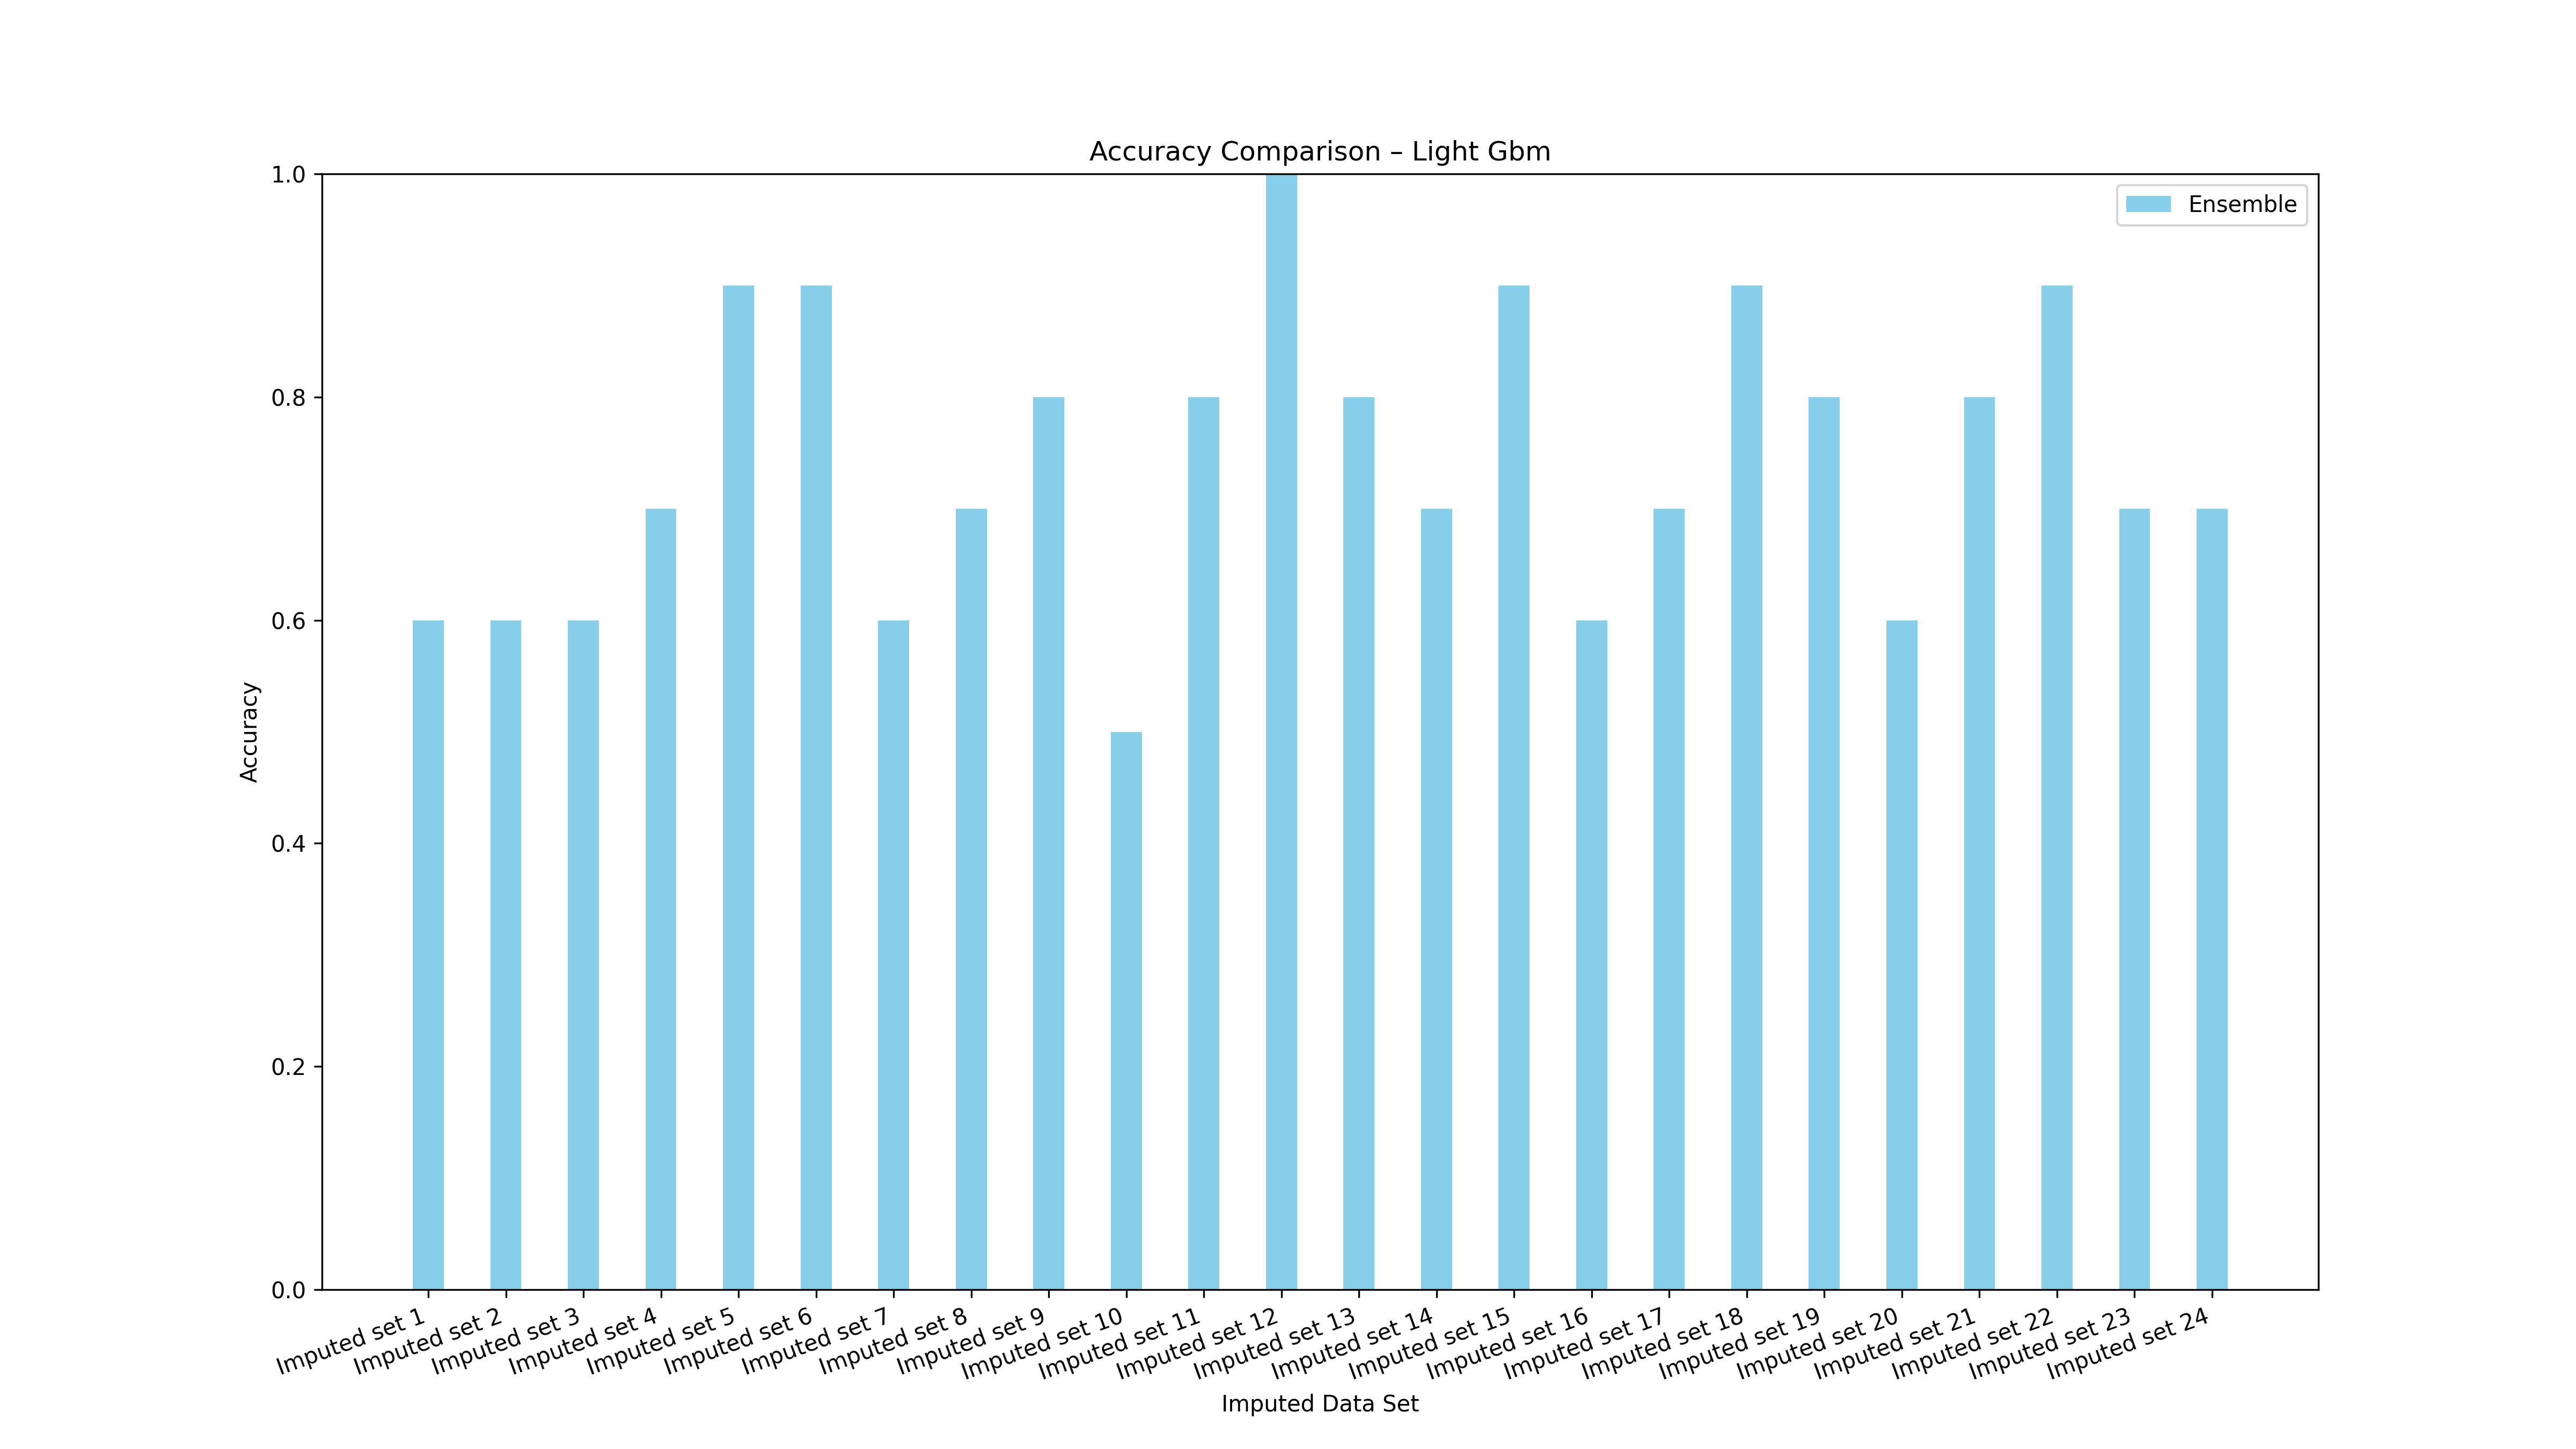 Accuracy Comparison – Light Gbm
Ensemble
Accuracy
1.0
0.8
0.6
0.4
0.2
0.0
Imputed set 1
Imputed set 2
Imputed set 3
Imputed set 4
Imputed set 5
Imputed set 6
Imputed set 7
Imputed set 8
Imputed set 9
Imputed set 10
Imputed set 11
Imputed set 12
Imputed set 13
Imputed set 14
Imputed set 15
Imputed set 16
Imputed set 17
Imputed set 18
Imputed set 19
Imputed set 20
Imputed set 21
Imputed set 22
Imputed set 23
Imputed set 24
Imputed Data Set